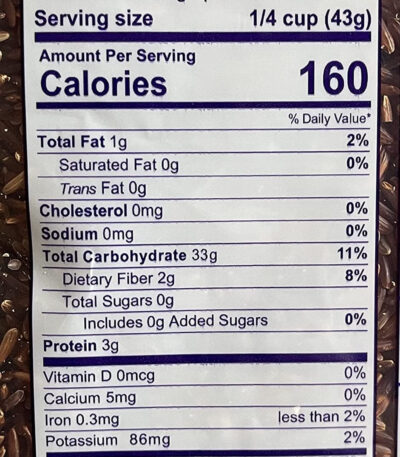 Serving size 1/4 cup (43g)
Amount Per Serving
Calories 160
% Daily Value*
Total Fat 1g 2%
Saturated Fat 0g 0%
Trans Fat 0g
Cholesterol 0mg 0%
Sodium 0mg 0%
Total Carbohydrate 33g 11%
Dietary Fiber 2g 8%
Total Sugars 0g
Includes 0g Added Sugars 0%
Protein 3g
Vitamin D 0mcg 0%
Calcium 5mg 0%
Iron 0.3mg less than 2%
Potassium 86mg 2%